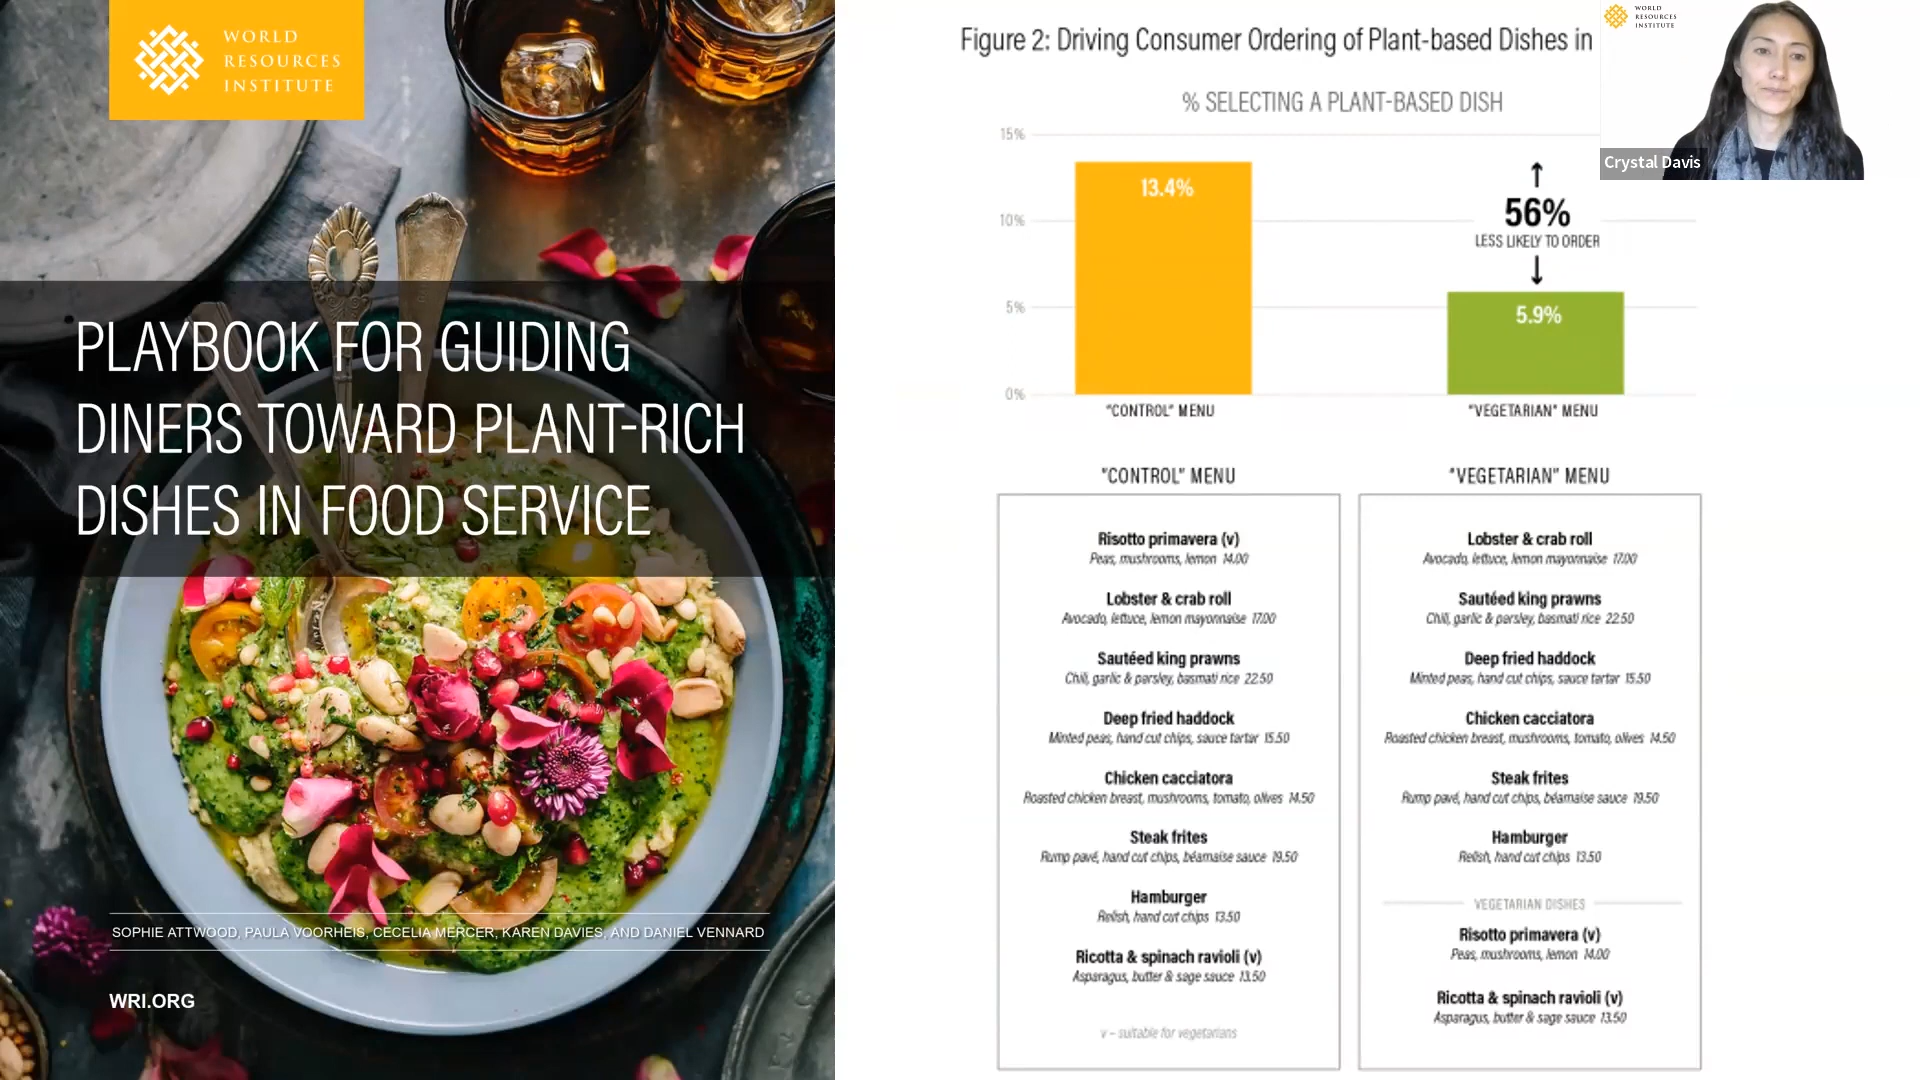 WORLD
RESOURCES
INSTITUTE
PLAYBOOK FOR GUIDING
DINERS TOWARD PLANT-RICH
DISHES IN FOOD SERVICE
SOPHIE ATTWOOD, PAULA VOORHEIS, CECELIA MERCER, KAREN DAVIES, AND DANIEL VENNARD
WRI.ORG
Figure 2: Driving Consumer Ordering of Plant-based Dishes in
% SELECTING A PLANT-BASED DISH
15%
10%
5%
0%
13.4%
56%
LESS LIKELY TO ORDER
5.9%
"CONTROL" MENU
"VEGETARIAN" MENU
"CONTROL" MENU
Risotto primavera (v)
Peas, mushrooms, lemon 14.00
Lobster & crab roll
Avocado, lettuce, lemon mayonnaise 17.00
Sautéed king prawns
Chili, garlic & parsley, basmati rice 22.50
Deep fried haddock
Minted peas, hand cut chips, sauce tartar 15.50
Chicken cacciatora
Roasted chicken breast, mushrooms, tomato, olives 14.50
Steak frites
Rump pavé, hand cut chips, béarnaise sauce 19.50
Hamburger
Relish, hand cut chips 13.50
Ricotta & spinach ravioli (v)
Asparagus, butter & sage sauce 13.50
v – suitable for vegetarians
"VEGETARIAN" MENU
Lobster & crab roll
Avocado, lettuce, lemon mayonnaise 17.00
Sautéed king prawns
Chili, garlic & parsley, basmati rice 22.50
Deep fried haddock
Minted peas, hand cut chips, sauce tartar 15.50
Chicken cacciatora
Roasted chicken breast, mushrooms, tomato, olives 14.50
Steak frites
Rump pavé, hand cut chips, béarnaise sauce 19.50
Hamburger
Relish, hand cut chips 13.50
VEGETARIAN DISHES
Risotto primavera (v)
Peas, mushrooms, lemon 14.00
Ricotta & spinach ravioli (v)
Asparagus, butter & sage sauce 13.50
WORLD
RESOURCES
INSTITUTE
Crystal Davis